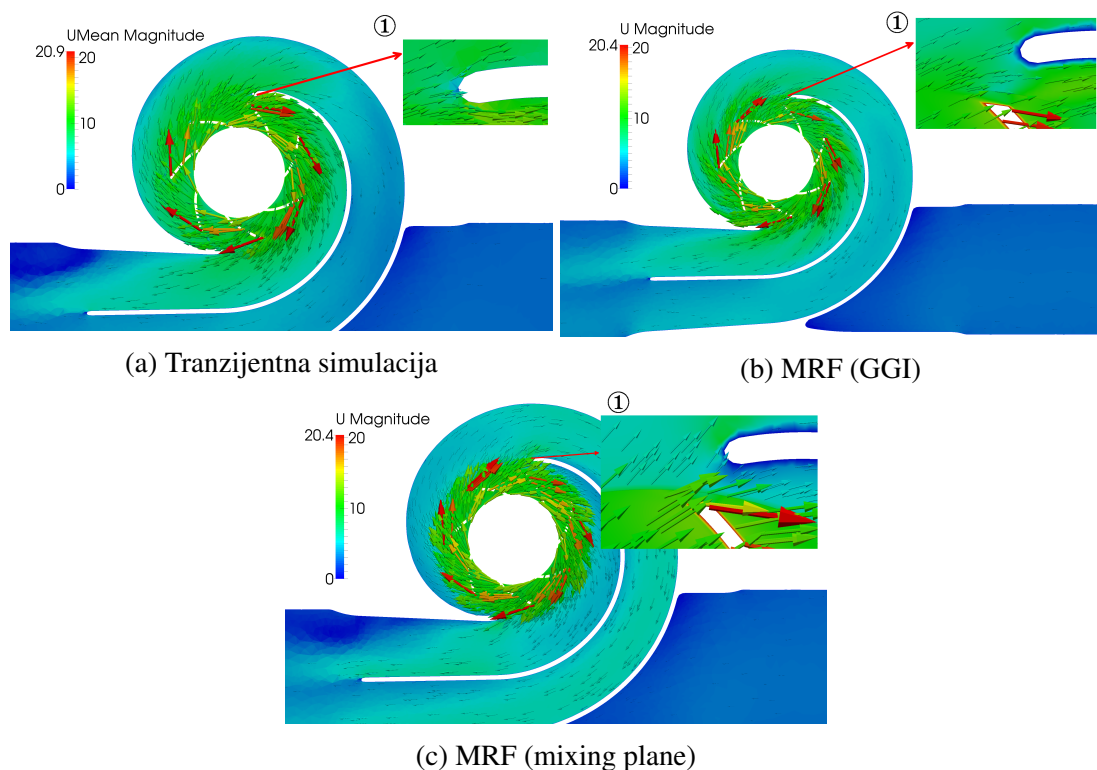 UMean Magnitude
20.9
20
10
0
①
(a) Tranzijentna simulacija
U Magnitude
20.4
20
10
0
①
(b) MRF (GGI)
U Magnitude
20.4
20
10
0
①
(c) MRF (mixing plane)